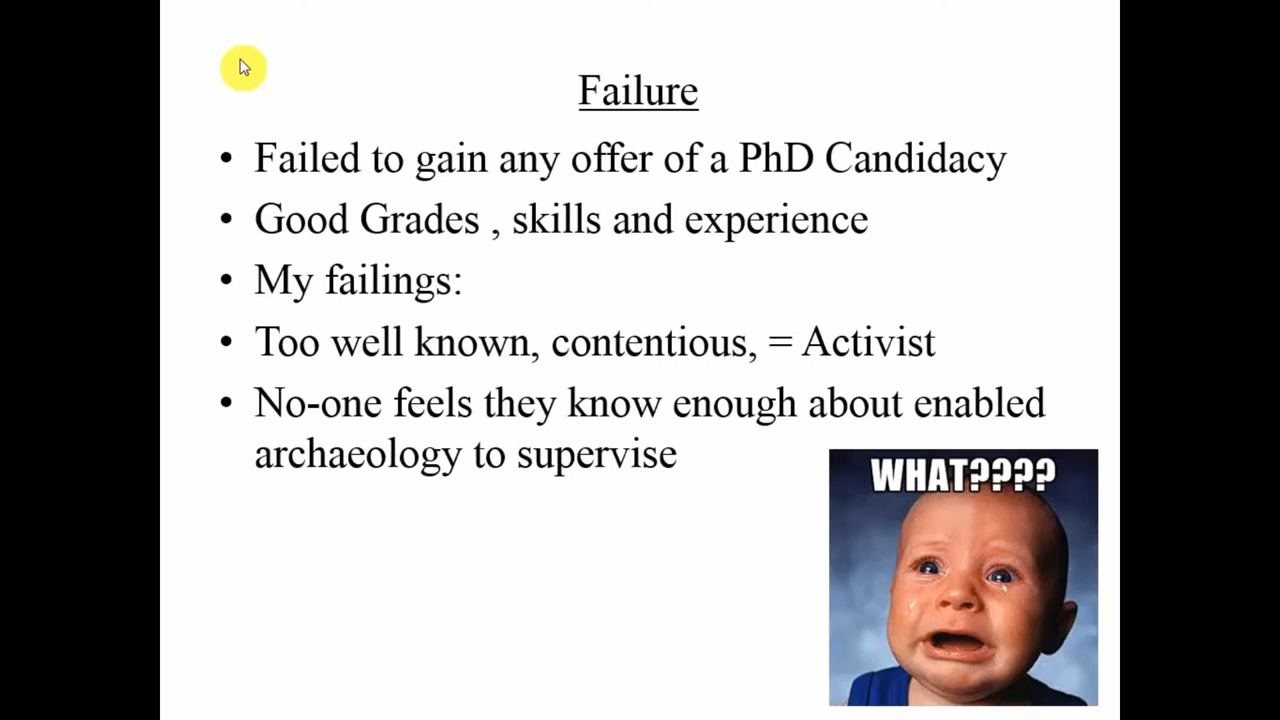 Failure
• Failed to gain any offer of a PhD Candidacy
• Good Grades , skills and experience
• My failings:
• Too well known, contentious, = Activist
• No-one feels they know enough about enabled
archaeology to supervise
WHAT????